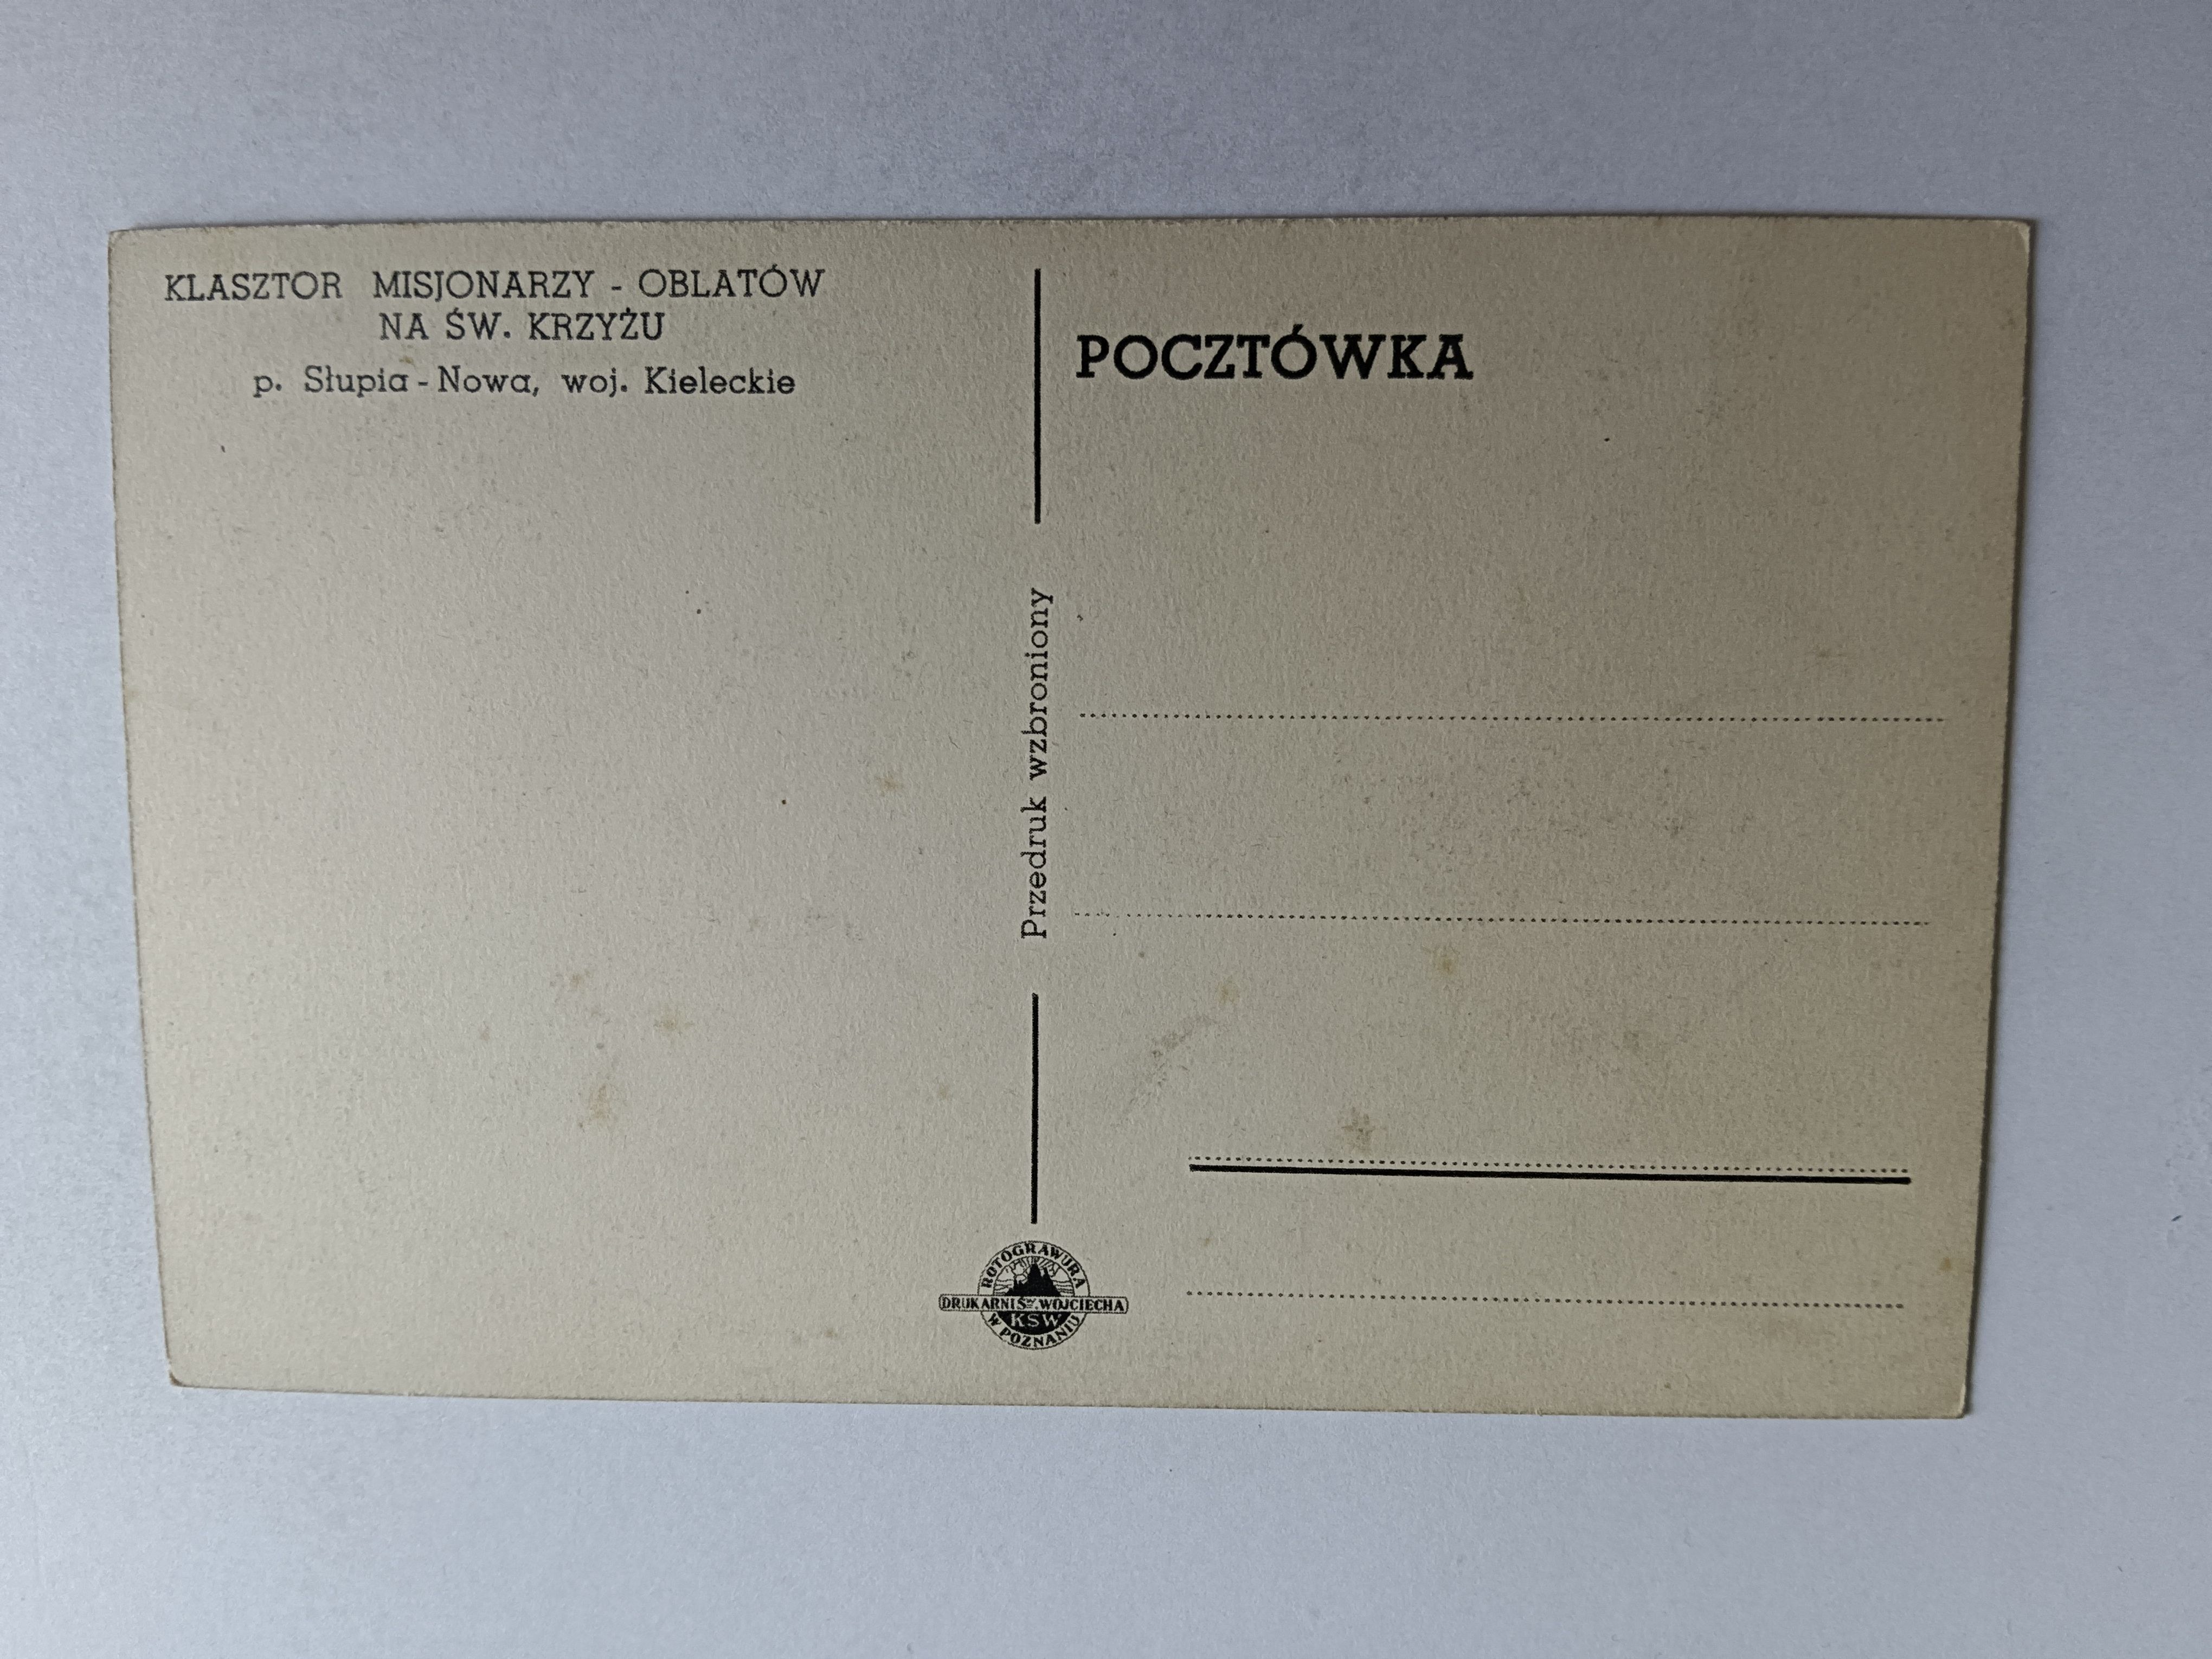 KLASZTOR MISJONARZY - OBLATÓW
NA ŚW. KRZYŻU
p. Słupia - Nowa, woj. Kieleckie
POCZTÓWKA
Przedruk wzbroniony
ROTOGRAWURA
DRUKARNI ŚW. WOJCIECHA
KSW
W POZNANIU